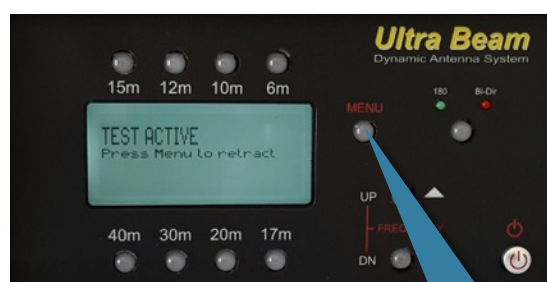 Ultra Beam
Dynamic Antenna System
15m 12m 10m 6m
MENU
180 Bi-Dir
TEST ACTIVE
Press Menu to retract
UP
DN
40m 30m 20m 17m